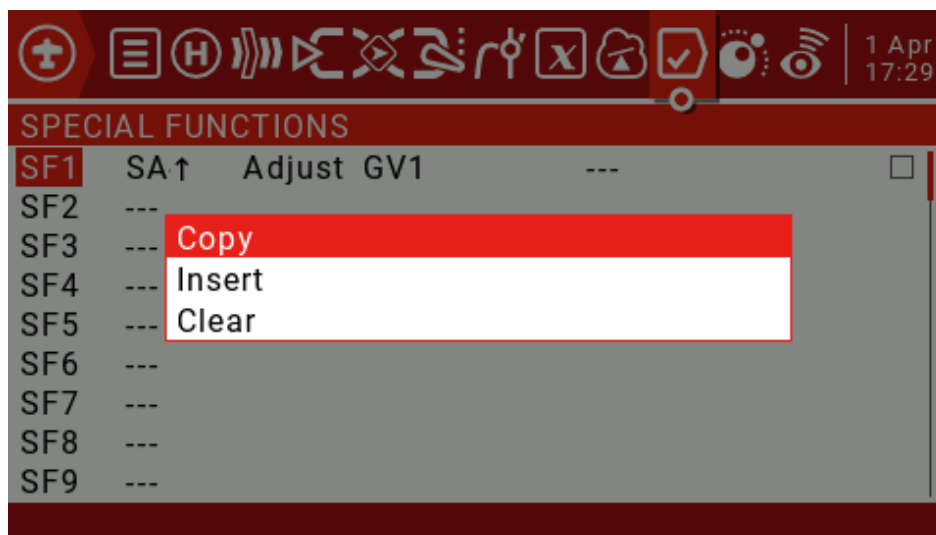 H x 1 Apr
17:29
SPECIAL FUNCTIONS
SF1 SA↑ Adjust GV1 --- 
SF2 ---
SF3 --- Copy
SF4 --- Insert
SF5 --- Clear
SF6 ---
SF7 ---
SF8 ---
SF9 ---